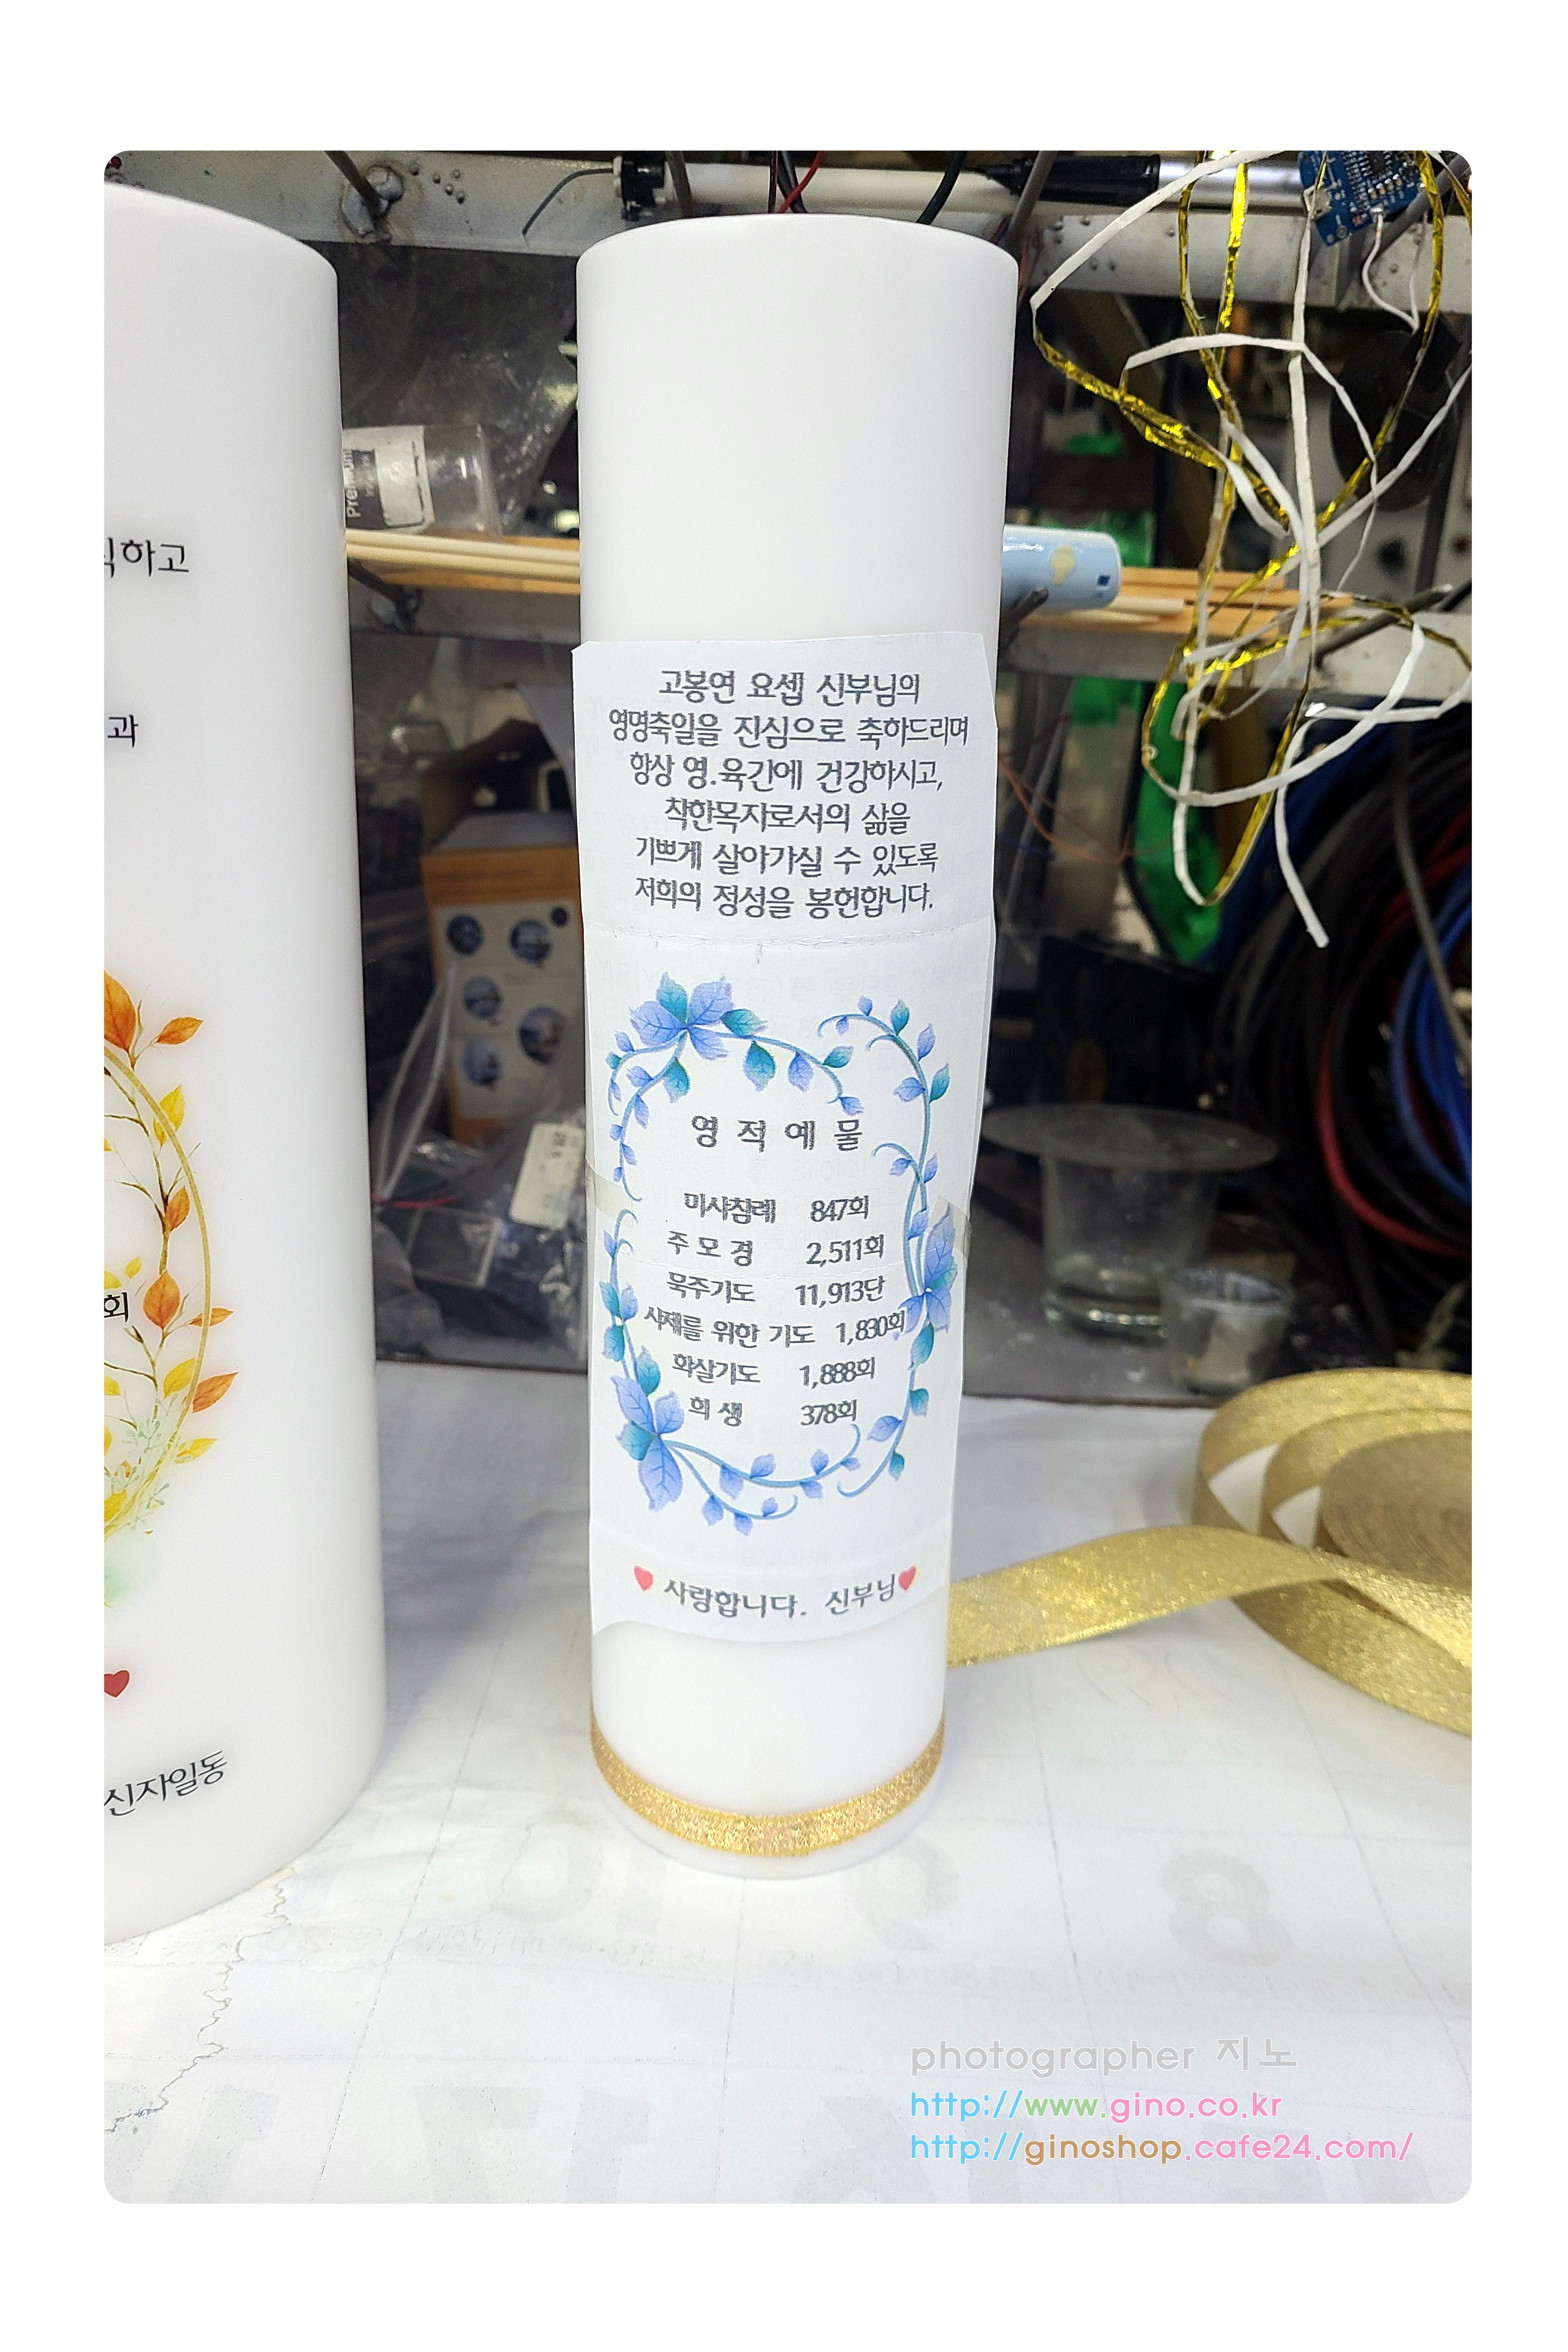 고봉연 요셉 신부님의
영명축일을 진심으로 축하드리며
항상 영.육간에 건강하시고,
착한목자로서의 삶을
기쁘게 살아가실 수 있도록
저희의 정성을 봉헌합니다.
영 적 예 물
미사참례 847회
주 모 경 2,511회
묵주기도 11,913단
사제를 위한 기도 1,830회
화살기도 1,888회
희 생 378회
♥ 사랑합니다. 신부님♥
하고
과
회
♥
신자일동
Premium
8
9
10
photographer 지노
http://www.gino.co.kr
http://ginoshop.cafe24.com/